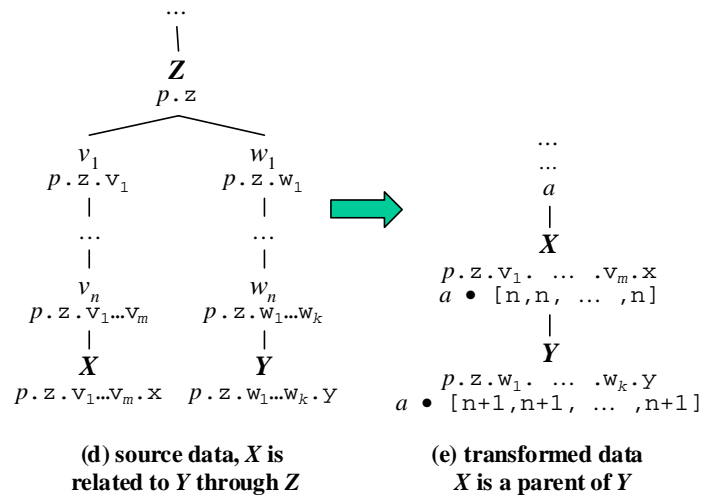 ...
Z
p.z
v₁ w₁
p.z.v₁ p.z.w₁
... ...
vₙ wₙ
p.z.v₁...vₘ p.z.w₁...wₖ
X Y
p.z.v₁...vₘ.x p.z.w₁...wₖ.y
(d) source data, X is
related to Y through Z
...
...
a
X
p.z.v₁. ... .vₘ.x
a • [n,n, ... ,n]
Y
p.z.w₁. ... .wₖ.y
a • [n+1,n+1, ... ,n+1]
(e) transformed data
X is a parent of Y